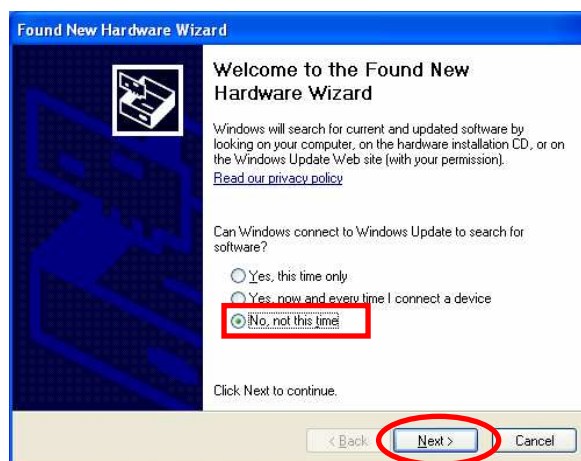 Found New Hardware Wizard
Welcome to the Found New
Hardware Wizard
Windows will search for current and updated software by
looking on your computer, on the hardware installation CD, or on
the Windows Update Web site (with your permission).
Read our privacy policy
Can Windows connect to Windows Update to search for
software?
Yes, this time only
Yes, now and every time I connect a device
No, not this time
Click Next to continue.
< Back Next > Cancel